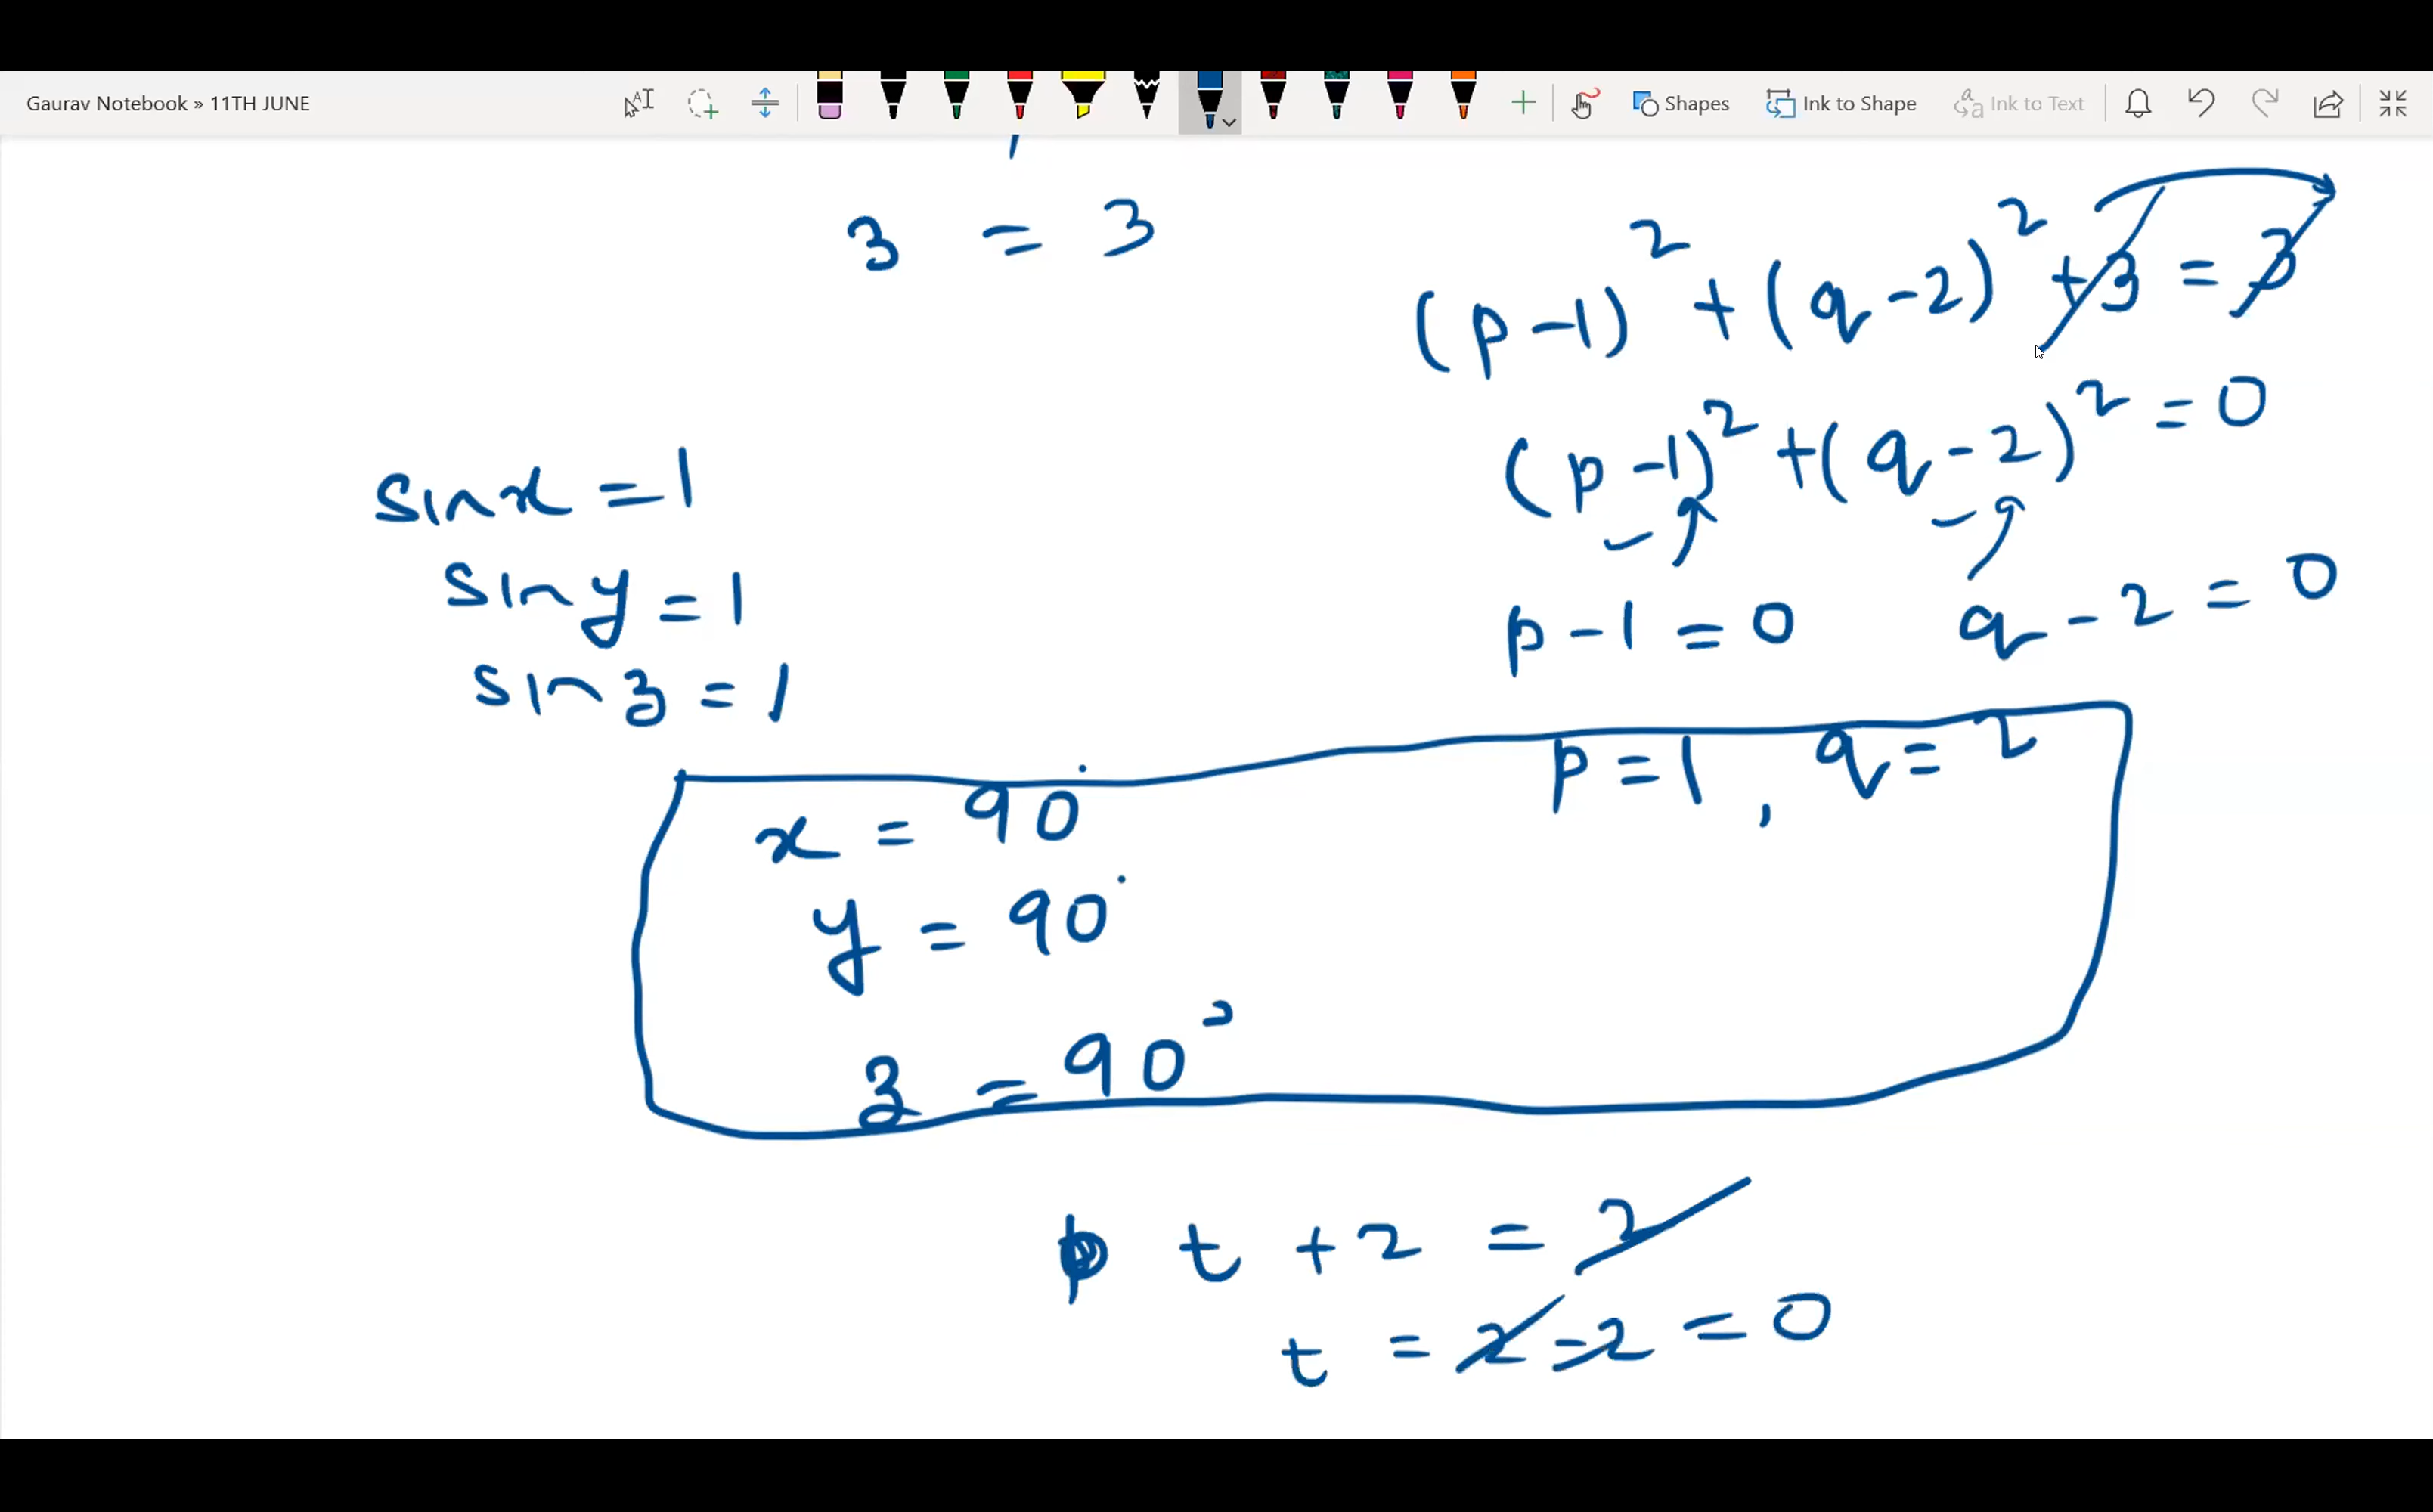 Gaurav Notebook » 11TH JUNE
Shapes
Ink to Shape
Ink to Text
3 = 3
(p-1)² + (q-2)² +3 = 3
(p-1)² + (q-2)² = 0
p-1 = 0 q-2 = 0
p = 1, q = 2
sin x = 1
sin y = 1
sin z = 1
x = 90°
y = 90°
z = 90°
t + 2 = 2
t = 2 - 2 = 0